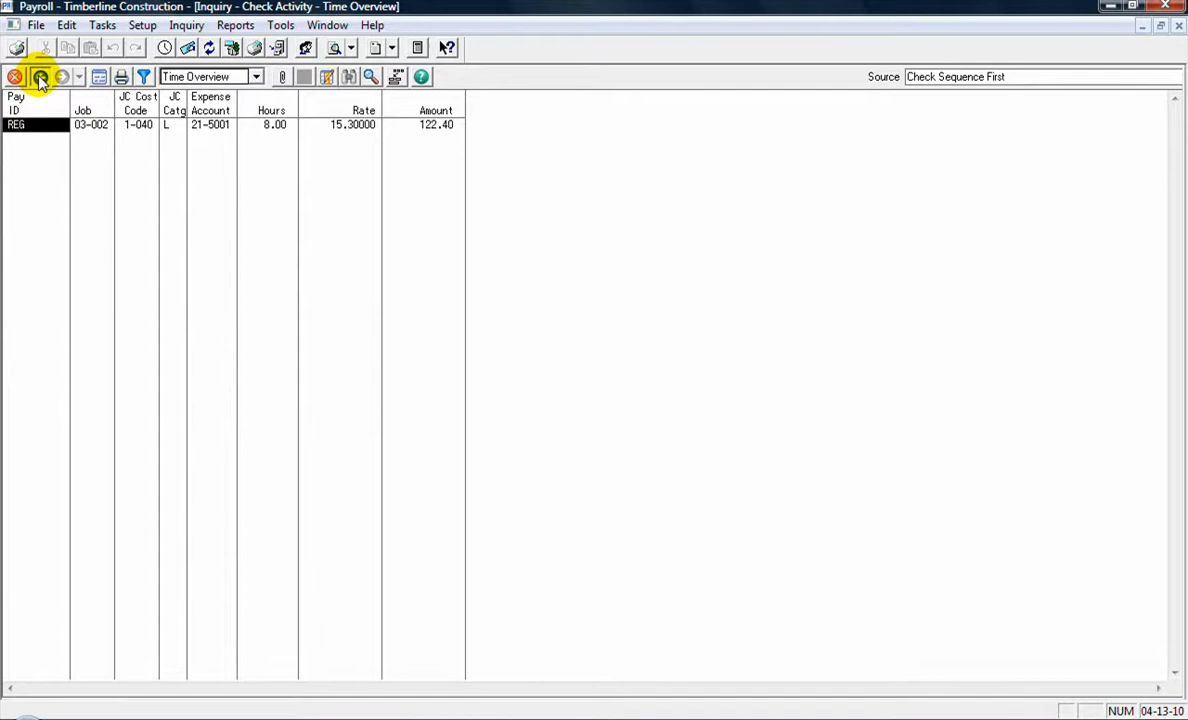 Payroll - Timberline Construction - [Inquiry - Check Activity - Time Overview]
File Edit Tasks Setup Inquiry Reports Tools Window Help
Time Overview Source Check Sequence First
Pay JC Cost JC Expense
ID Job Code Catg Account Hours Rate Amount
REG 03-002 1-040 L 21-5001 8.00 15.30000 122.40
NUM 04-13-10